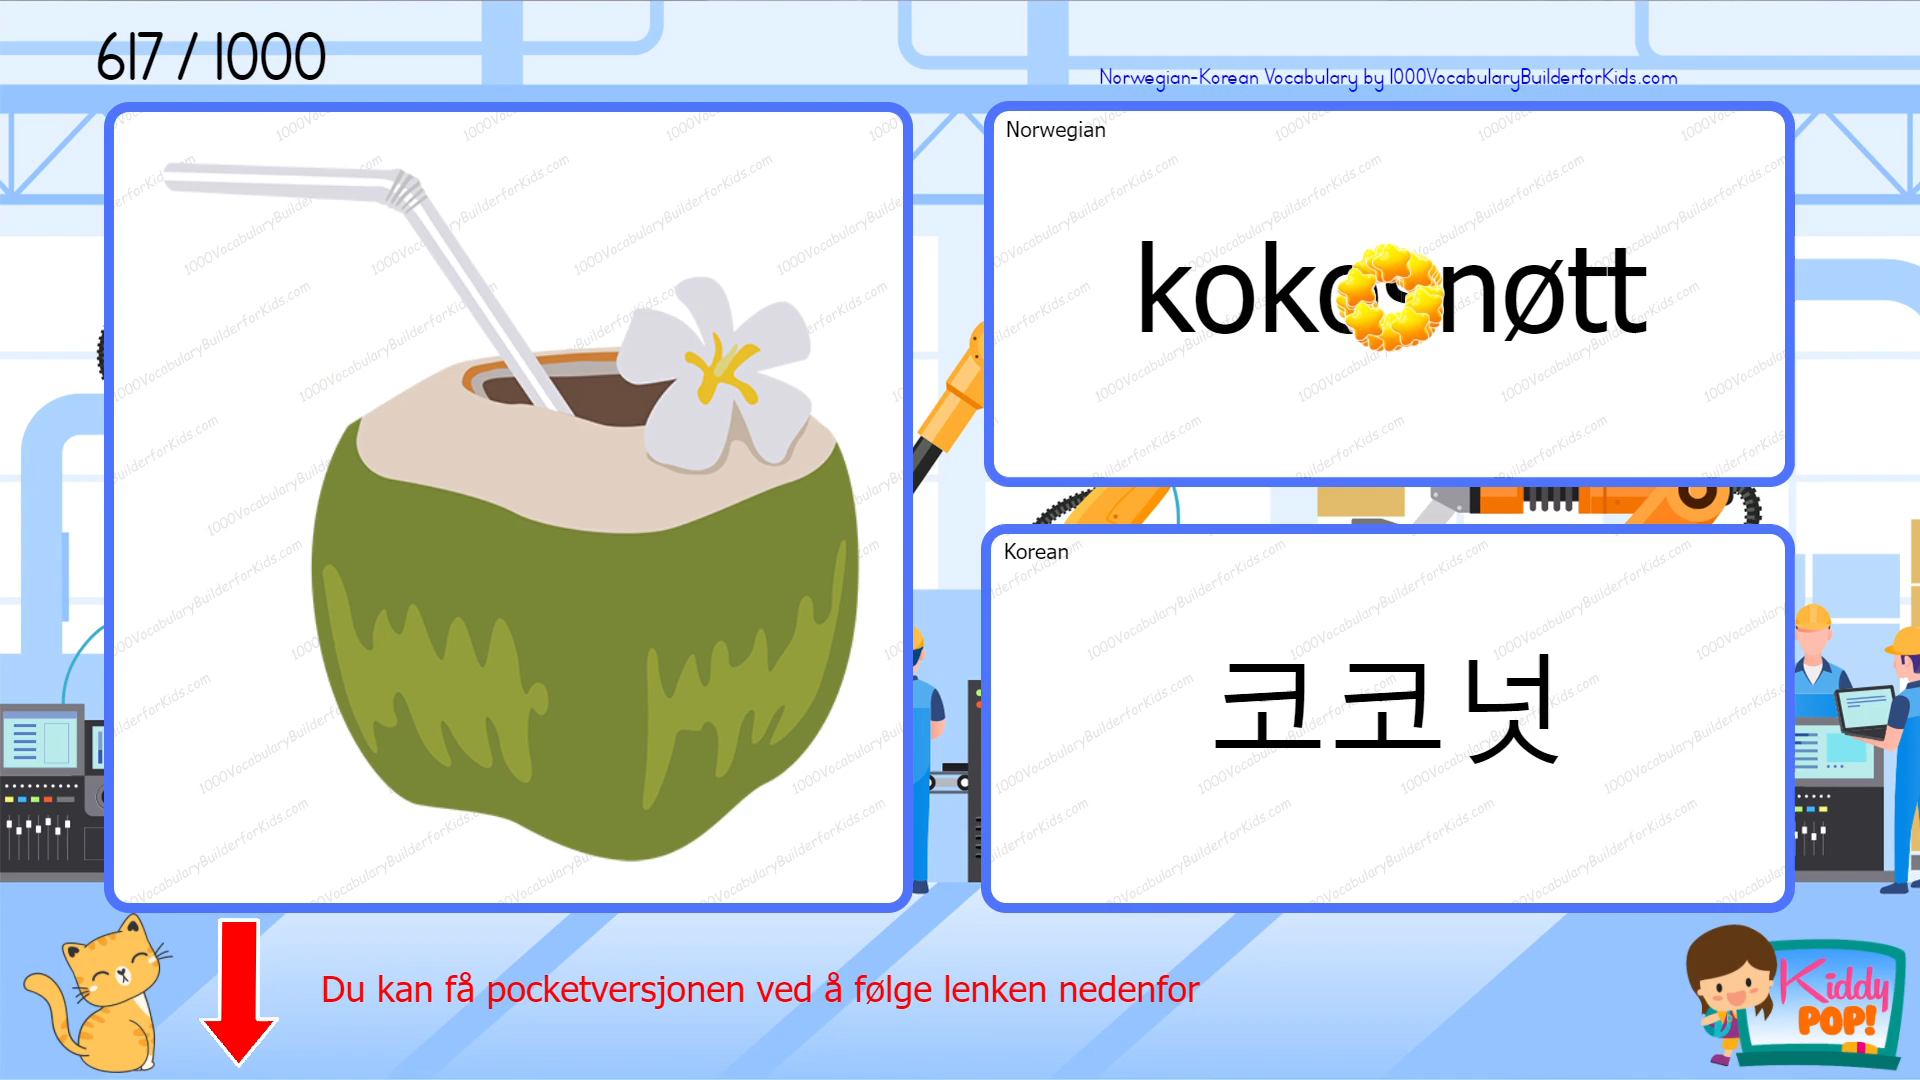 617 / 1000
Norwegian-Korean Vocabulary by 1000VocabularyBuilderforKids.com
Norwegian
Korean
코코넛
Du kan få pocketversjonen ved å følge lenken nedenfor
Kiddy
POP!